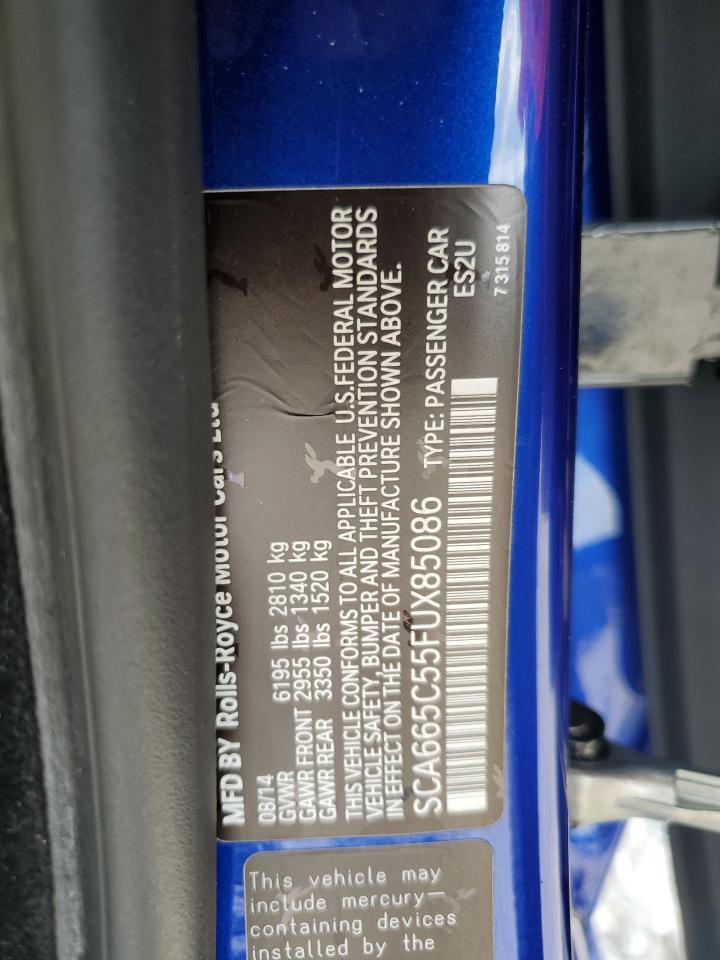 MFD BY Rolls-Royce Motor Cars Ltd
08/14
GVWR 6195 lbs 2810 kg
GAWR FRONT 2955 lbs 1340 kg
GAWR REAR 3350 lbs 1520 kg
THIS VEHICLE CONFORMS TO ALL APPLICABLE U.S.FEDERAL MOTOR
VEHICLE SAFETY, BUMPER AND THEFT PREVENTION STANDARDS
IN EFFECT ON THE DATE OF MANUFACTURE SHOWN ABOVE.
SCA665C55FUX85086 TYPE: PASSENGER CAR
ES2U
7 315 814
This vehicle may
include mercury-
containing devices
installed by the